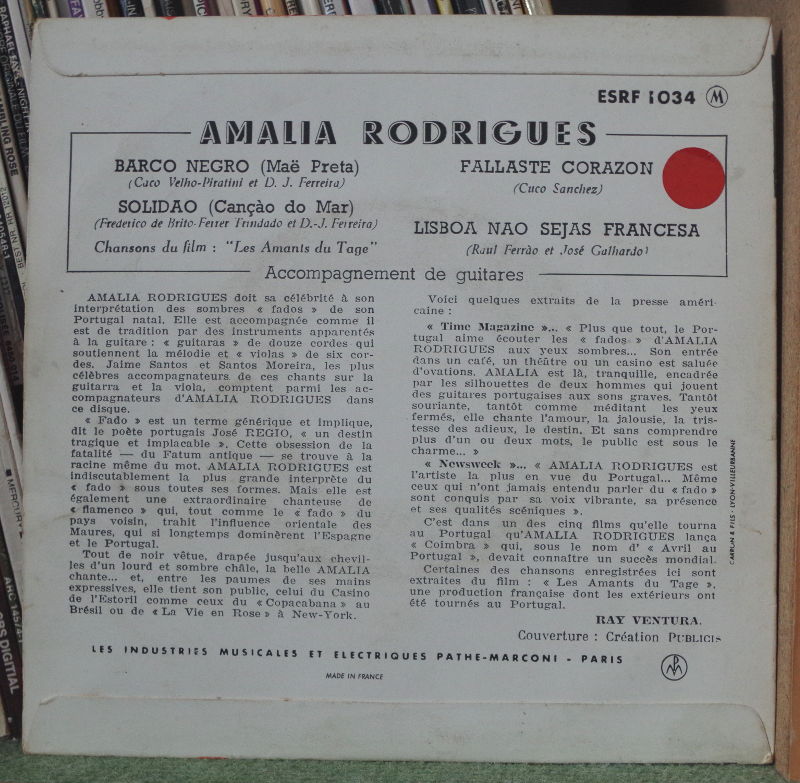 ESRF 1034 M
AMALIA RODRIGUES
BARCO NEGRO (Maë Preta)
(Caco Velho-Piratini et D. J. Ferreira)
SOLIDAO (Cançào do Mar)
(Frederico de Brito-Ferrer Trindado et D.-J. Ferreira)
Chansons du film : "Les Amants du Tage"
FALLASTE CORAZON
(Cuco Sanchez)
LISBOA NAO SEJAS FRANCESA
(Raul Ferrào et José Galhardo)
Accompagnement de guitares
AMALIA RODRIGUES doit sa célébrité à son
interprétation des sombres « fados » de son
Portugal natal. Elle est accompagnée comme il
est de tradition par des instruments apparentés
à la guitare : « guitaras » de douze cordes qui
soutiennent la mélodie et « violas » de six cor-
des. Jaime Santos et Santos Moreira, les plus
célèbres accompagnateurs de ces chants sur la
guitarra et la viola, comptent parmi les ac-
compagnateurs d'AMALIA RODRIGUES dans
ce disque.
« Fado » est un terme générique et implique,
dit le poète portugais José REGIO, « un destin
tragique et implacable ». Cette obsession de la
fatalité — du Fatum antique — se trouve à la
racine même du mot. AMALIA RODRIGUES est
indiscutablement la plus grande interprète du
« fado » sous toutes ses formes. Mais elle est
également une extraordinaire chanteuse de
« flamenco » qui, tout comme le « fado » du
pays voisin, trahit l'influence orientale des
Maures, qui si longtemps dominèrent l'Espagne
et le Portugal.
Tout de noir vêtue, drapée jusqu'aux chevil-
les d'un lourd et sombre châle, la belle AMALIA
chante... et, entre les paumes de ses mains
expressives, elle tient son public, celui du Casino
de l'Estoril comme ceux du « Copacabana » au
Brésil ou de « La Vie en Rose » à New-York.
Voici quelques extraits de la presse améri-
caine :
« Time Magazine »... « Plus que tout, le Por-
tugal aime écouter les « fados » d'AMALIA
RODRIGUES aux yeux sombres... Son entrée
dans un café, un théâtre ou un casino est saluée
d'ovations. AMALIA est là, tranquille, encadrée
par les silhouettes de deux hommes qui jouent
des guitares portugaises aux sons graves. Tantôt
souriante, tantôt comme méditant les yeux
fermés, elle chante l'amour, la jalousie, la tris-
tesse des adieux, le destin. Et sans comprendre
plus d'un ou deux mots, le public est sous le
charme... »
« Newsweek »... « AMALIA RODRIGUES est
l'artiste la plus en vue du Portugal... Même
ceux qui n'ont jamais entendu parler du « fado »
sont conquis par sa voix vibrante, sa présence
et ses qualités scéniques ».
C'est dans un des cinq films qu'elle tourna
au Portugal qu'AMALIA RODRIGUES lança
« Coimbra » qui, sous le nom d' « Avril au
Portugal », devait connaître un succès mondial.
Certaines des chansons enregistrées ici sont
extraites du film : « Les Amants du Tage »,
une production française dont les extérieurs ont
été tournés au Portugal.
RAY VENTURA.
Couverture : Création PUBLICIS
LES INDUSTRIES MUSICALES ET ELECTRIQUES PATHE-MARCONI - PARIS
MADE IN FRANCE